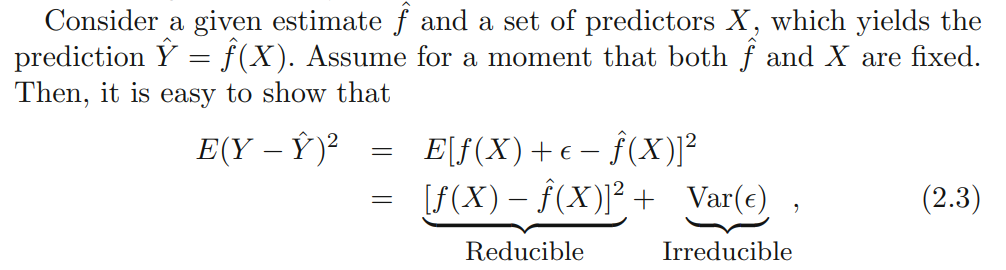 Consider a given estimate f̂ and a set of predictors X, which yields the
prediction Ŷ = f̂(X). Assume for a moment that both f̂ and X are fixed.
Then, it is easy to show that
E(Y − Ŷ)² = E[f(X) + ϵ − f̂(X)]²
= [f(X) − f̂(X)]² + Var(ϵ) , (2.3)
Reducible Irreducible